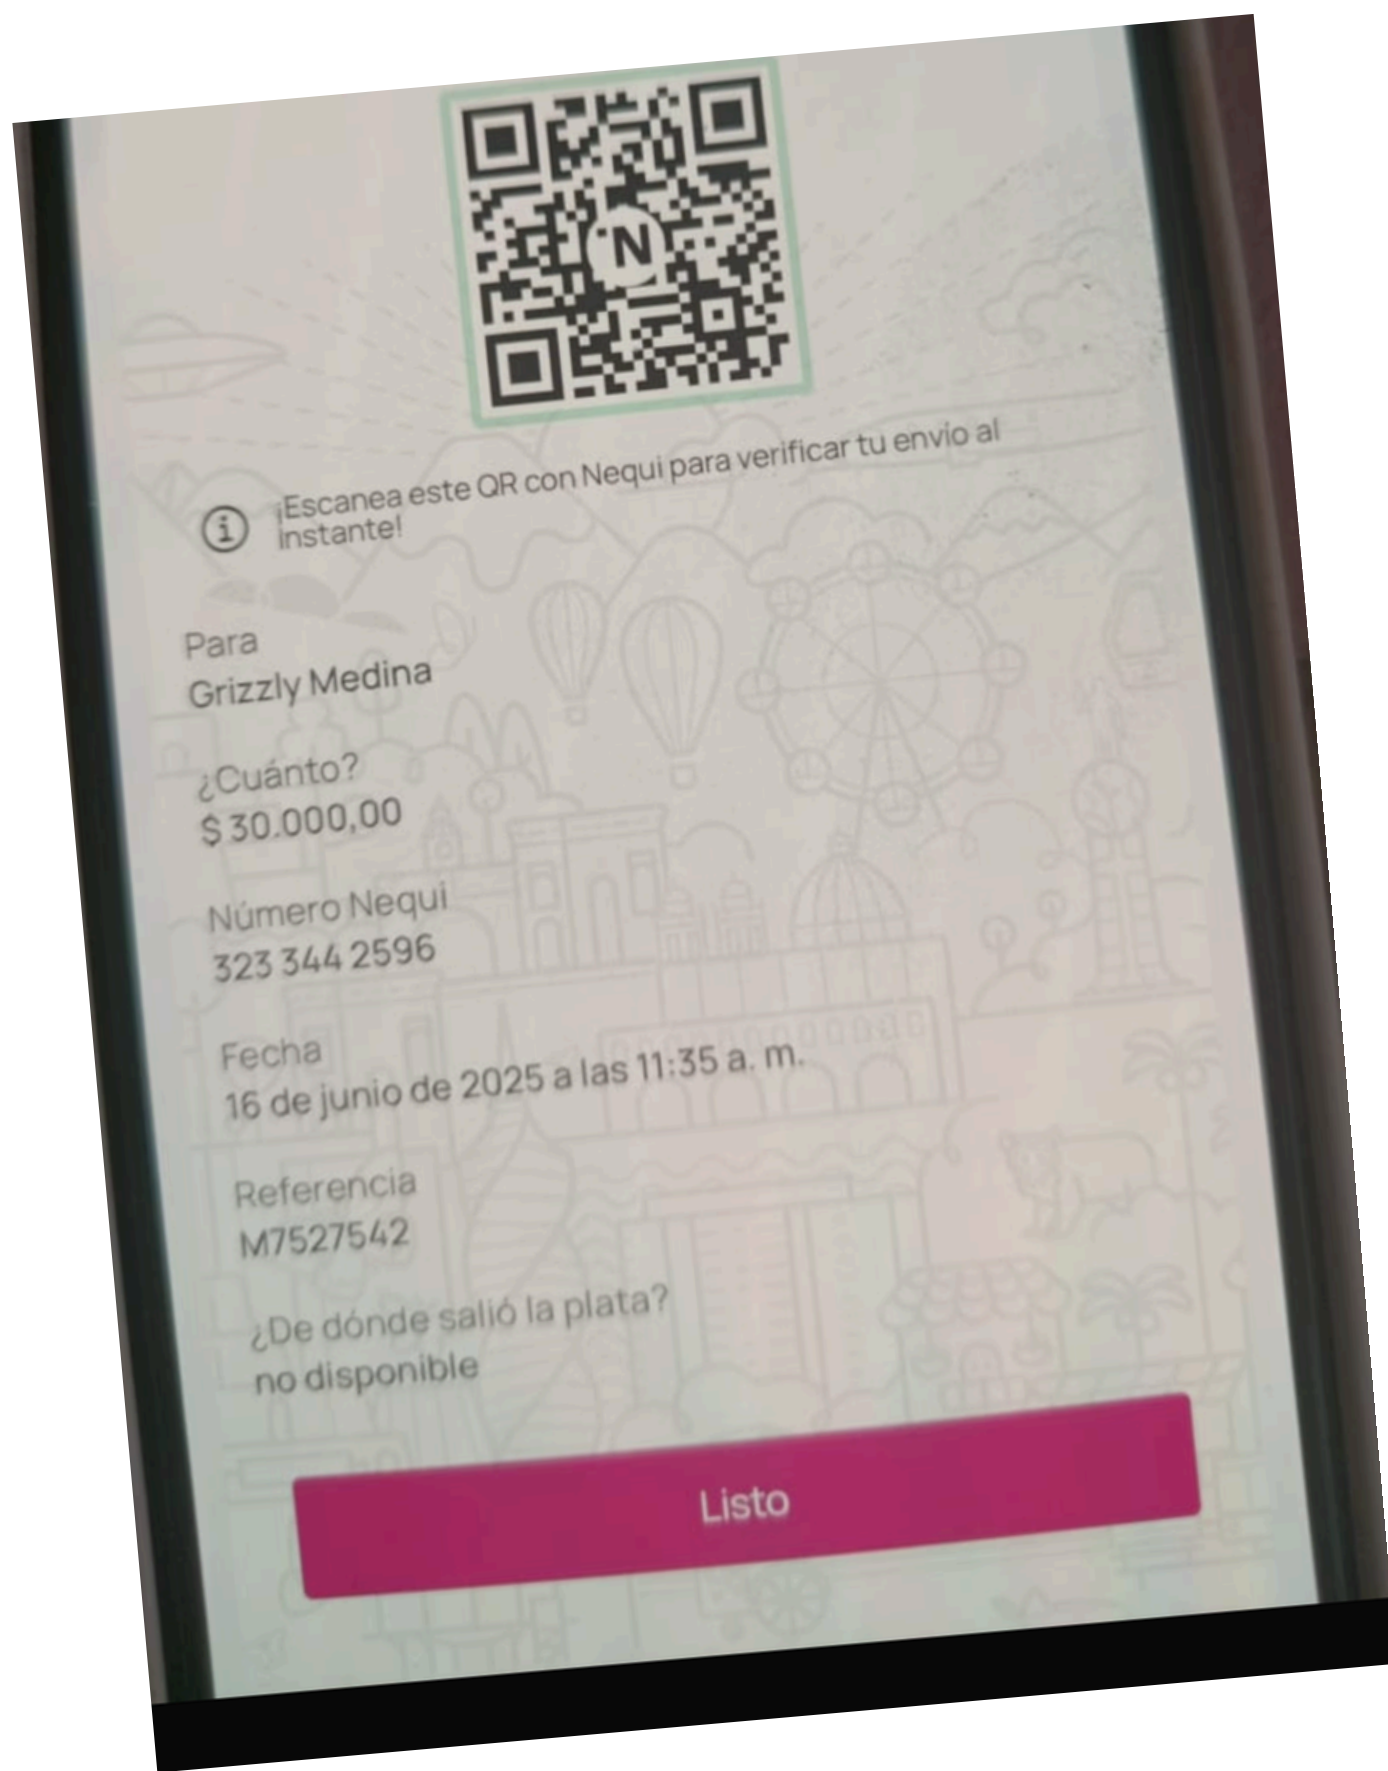 N
¡Escanea este QR con Nequi para verificar tu envío al
instante!
Para
Grizzly Medina
¿Cuánto?
$ 30.000,00
Número Nequi
323 344 2596
Fecha
16 de junio de 2025 a las 11:35 a. m.
Referencia
M7527542
¿De dónde salió la plata?
no disponible
Listo